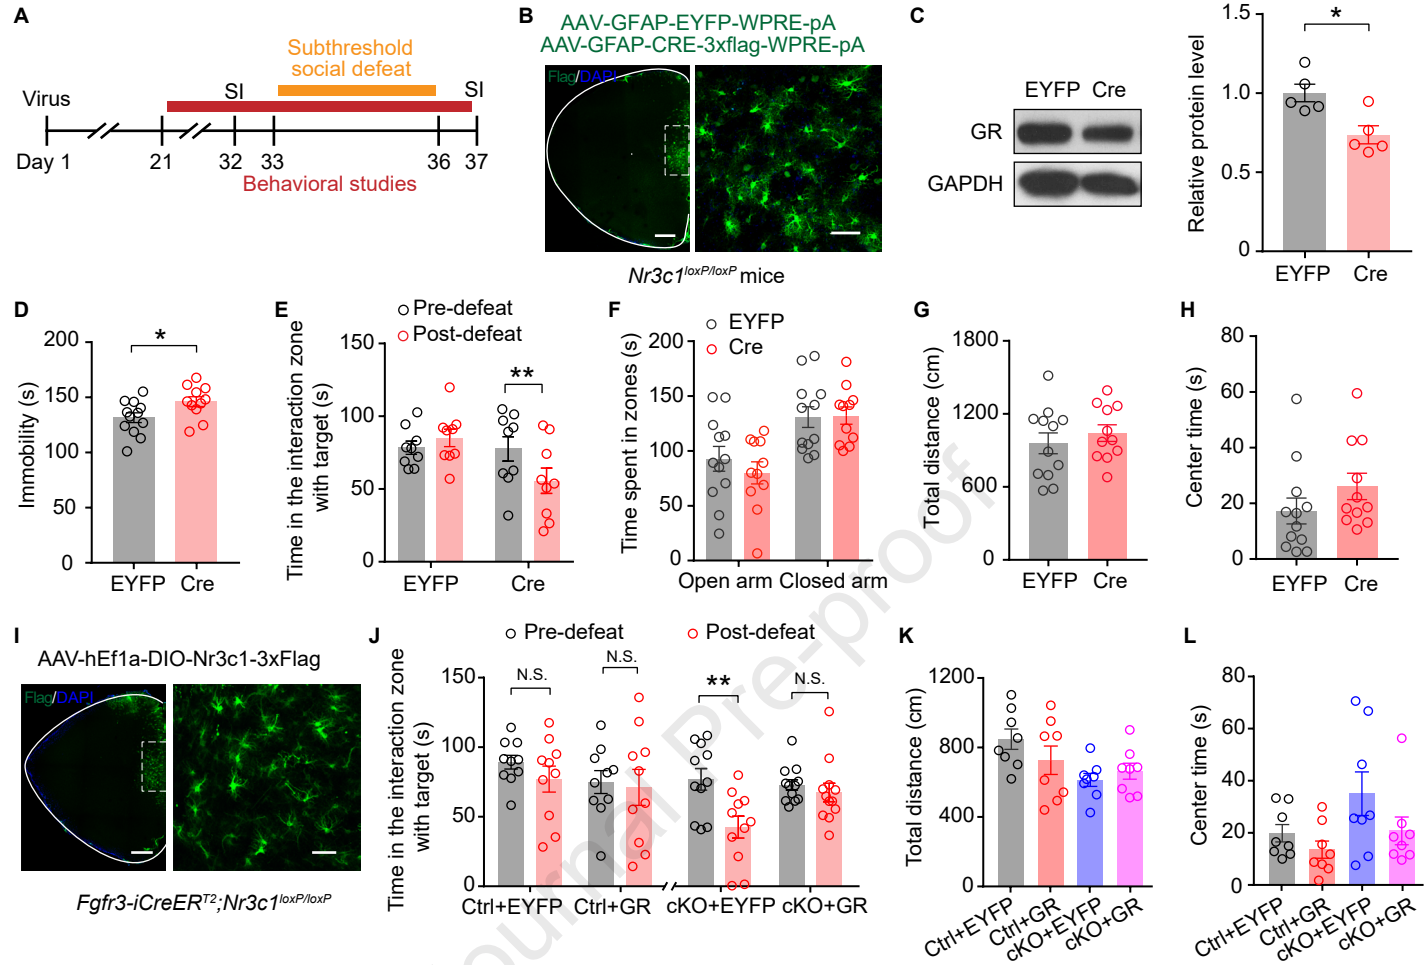 A
Subthreshold
social defeat
Virus
SI
SI
Day 1
21
32
33
36
37
Behavioral studies
B
AAV-GFAP-EYFP-WPRE-pA
AAV-GFAP-CRE-3xflag-WPRE-pA
Flag/DAPI
Nr3c1loxP/loxP mice
C
EYFP Cre
GR
GAPDH
Relative protein level
1.5
1.0
0.5
0
*
EYFP
Cre
D
Immobility (s)
200
150
100
50
0
*
EYFP
Cre
E
Pre-defeat
Post-defeat
Time in the interaction zone
with target (s)
150
100
50
0
**
EYFP
Cre
F
EYFP
Cre
Time spent in zones (s)
200
150
100
50
0
Open arm Closed arm
G
Total distance (cm)
1800
1200
600
0
EYFP
Cre
H
Center time (s)
80
60
40
20
0
EYFP
Cre
I
AAV-hEf1a-DIO-Nr3c1-3xFlag
Flag/DAPI
Fgfr3-iCreERT2;Nr3c1loxP/loxP
J
Pre-defeat
Post-defeat
Time in the interaction zone
with target (s)
150
100
50
0
N.S.
N.S.
**
N.S.
Ctrl+EYFP
Ctrl+GR
cKO+EYFP
cKO+GR
K
Total distance (cm)
1200
800
400
0
Ctrl+EYFP
Ctrl+GR
cKO+EYFP
cKO+GR
L
Center time (s)
80
60
40
20
0
Ctrl+EYFP
Ctrl+GR
cKO+EYFP
cKO+GR
Journal Pre-proof